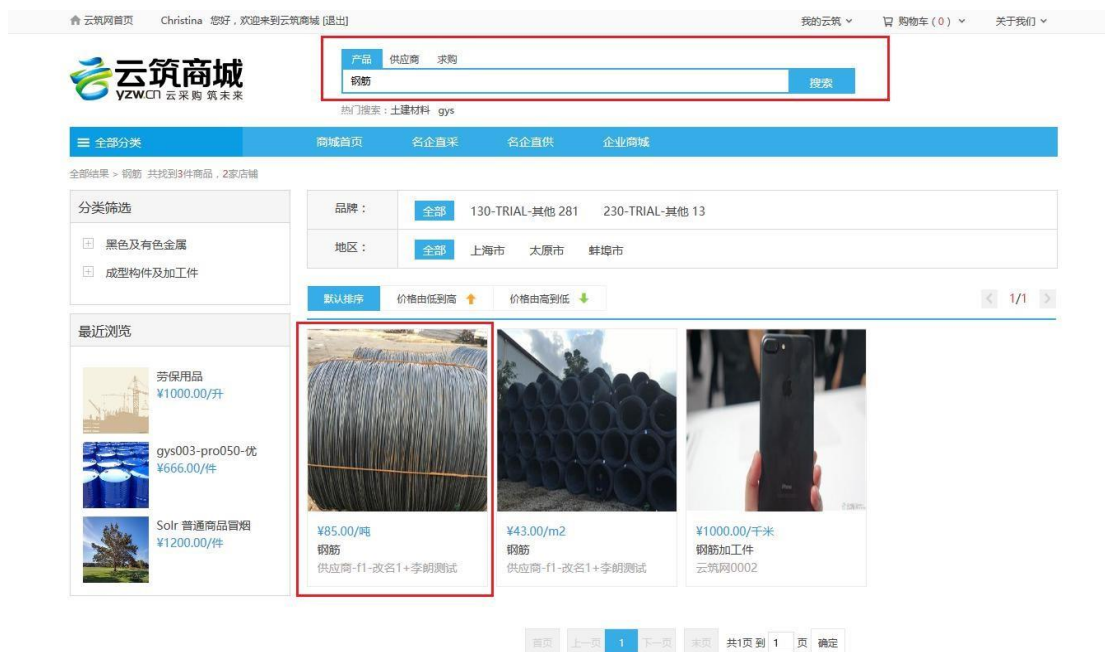 云筑网首页 Christina 您好，欢迎来到云筑商城 [退出] 我的云筑 购物车 ( 0 ) 关于我们
云筑商城
yzw.cn 云采购 筑未来
产品 供应商 求购
钢筋 搜索
热门搜索：土建材料 gys
全部分类 商城首页 名企直采 名企直供 企业商城
全部结果 > 钢筋 共找到3件商品，2家店铺
分类筛选
黑色及有色金属
成型构件及加工件
品牌： 全部 130-TRIAL-其他 281 230-TRIAL-其他 13
地区： 全部 上海市 太原市 蚌埠市
默认排序 价格由低到高 价格由高到低 1/1
最近浏览
劳保用品
¥1000.00/升
gys003-pro050-优
¥666.00/件
Solr 普通商品冒烟
¥1200.00/件
¥85.00/吨
钢筋
供应商-f1-改名1+李朗测试
¥43.00/m2
钢筋
供应商-f1-改名1+李朗测试
¥1000.00/千米
钢筋加工件
云筑网0002
首页 上一页 1 下一页 末页 共1页 到 1 页 确定